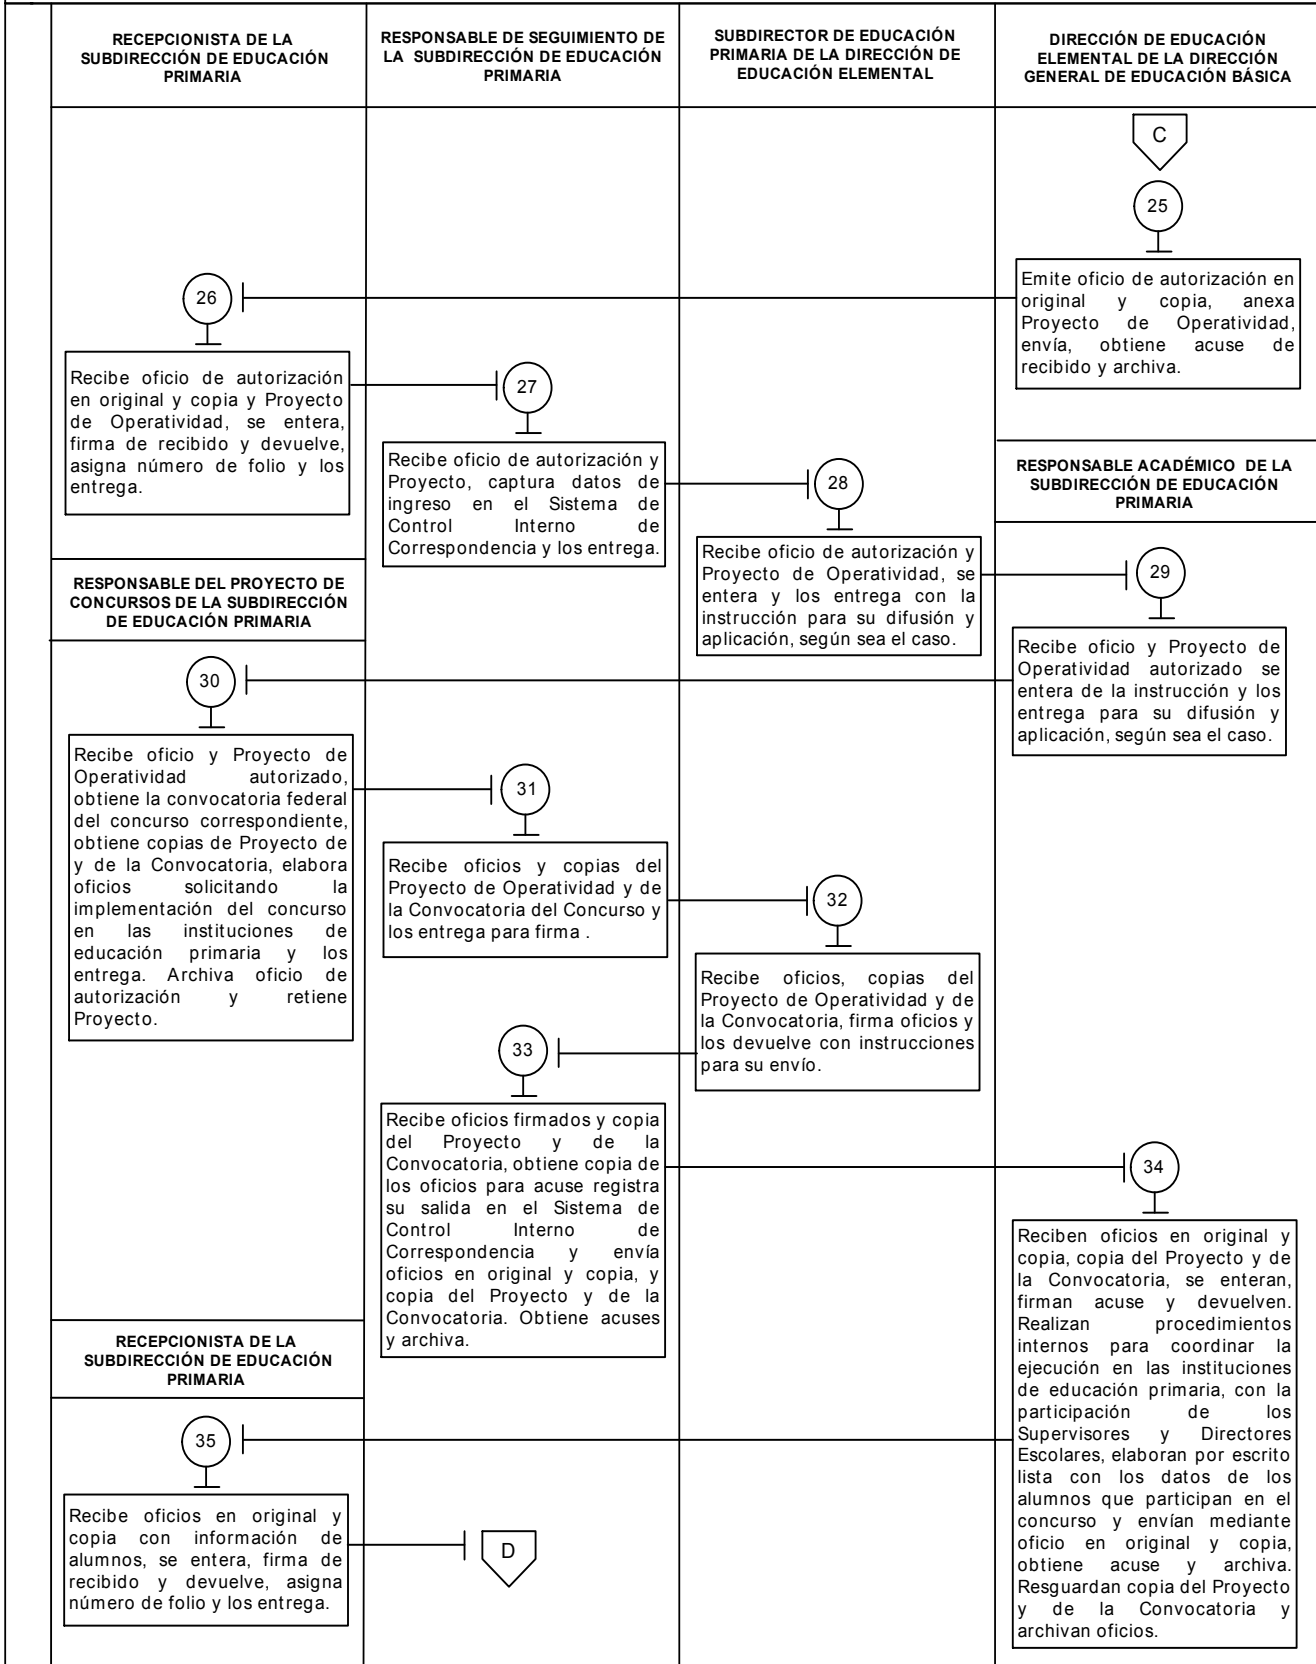 RECEPCIONISTA DE LA
SUBDIRECCIÓN DE EDUCACIÓN
PRIMARIA
RESPONSABLE DE SEGUIMIENTO DE
LA SUBDIRECCIÓN DE EDUCACIÓN
PRIMARIA
SUBDIRECTOR DE EDUCACIÓN
PRIMARIA DE LA DIRECCIÓN DE
EDUCACIÓN ELEMENTAL
DIRECCIÓN DE EDUCACIÓN
ELEMENTAL DE LA DIRECCIÓN
GENERAL DE EDUCACIÓN BÁSICA
C
25
Emite oficio de autorización en
original y copia, anexa
Proyecto de Operatividad,
envía, obtiene acuse de
recibido y archiva.
26
Recibe oficio de autorización
en original y copia y Proyecto
de Operatividad, se entera,
firma de recibido y devuelve,
asigna número de folio y los
entrega.
27
Recibe oficio de autorización y
Proyecto, captura datos de
ingreso en el Sistema de
Control Interno de
Correspondencia y los entrega.
28
Recibe oficio de autorización y
Proyecto de Operatividad, se
entera y los entrega con la
instrucción para su difusión y
aplicación, según sea el caso.
RESPONSABLE ACADÉMICO DE LA
SUBDIRECCIÓN DE EDUCACIÓN
PRIMARIA
29
Recibe oficio y Proyecto de
Operatividad autorizado se
entera de la instrucción y los
entrega para su difusión y
aplicación, según sea el caso.
RESPONSABLE DEL PROYECTO DE
CONCURSOS DE LA SUBDIRECCIÓN
DE EDUCACIÓN PRIMARIA
30
Recibe oficio y Proyecto de
Operatividad autorizado,
obtiene la convocatoria federal
del concurso correspondiente,
obtiene copias de Proyecto de
y de la Convocatoria, elabora
oficios solicitando la
implementación del concurso
en las instituciones de
educación primaria y los
entrega. Archiva oficio de
autorización y retiene
Proyecto.
31
Recibe oficios y copias del
Proyecto de Operatividad y de
la Convocatoria del Concurso y
los entrega para firma .
32
Recibe oficios, copias del
Proyecto de Operatividad y de
la Convocatoria, firma oficios y
los devuelve con instrucciones
para su envío.
33
Recibe oficios firmados y copia
del Proyecto y de la
Convocatoria, obtiene copia de
los oficios para acuse registra
su salida en el Sistema de
Control Interno de
Correspondencia y envía
oficios en original y copia, y
copia del Proyecto y de la
Convocatoria. Obtiene acuses
y archiva.
34
Reciben oficios en original y
copia, copia del Proyecto y de
la Convocatoria, se enteran,
firman acuse y devuelven.
Realizan procedimientos
internos para coordinar la
ejecución en las instituciones
de educación primaria, con la
participación de los
Supervisores y Directores
Escolares, elaboran por escrito
lista con los datos de los
alumnos que participan en el
concurso y envían mediante
oficio en original y copia,
obtiene acuse y archiva.
Resguardan copia del Proyecto
y de la Convocatoria y
archivan oficios.
RECEPCIONISTA DE LA
SUBDIRECCIÓN DE EDUCACIÓN
PRIMARIA
35
Recibe oficios en original y
copia con información de
alumnos, se entera, firma de
recibido y devuelve, asigna
número de folio y los entrega.
D